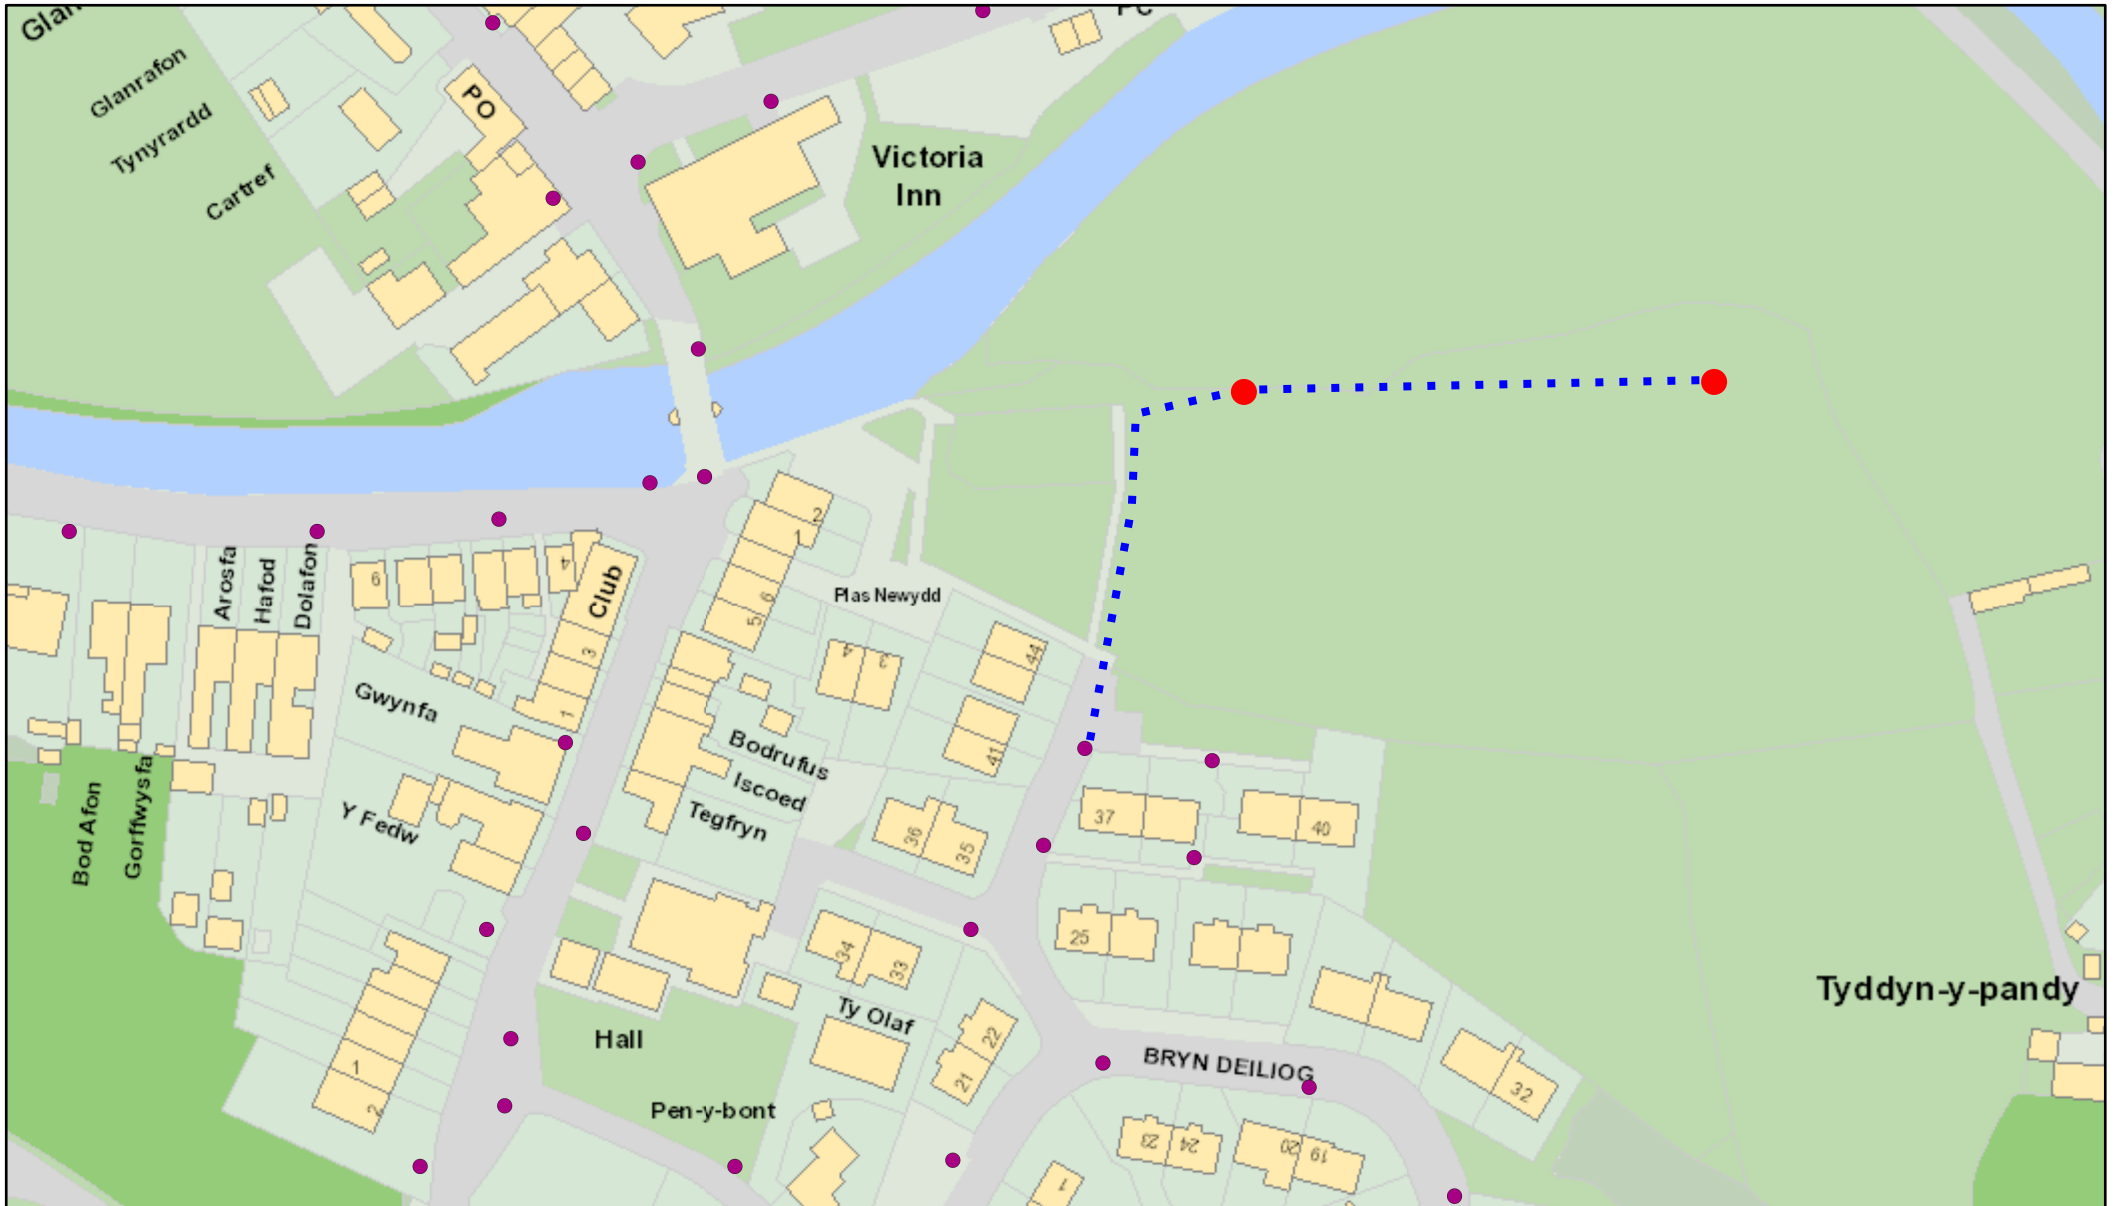 Glanrafon
Tynyrardd
Cartref
PO
Victoria
Inn
Arosfa
Hafod
Dolafon
9
4
Club
3
1
2
1
6
5
Plas Newydd
4
3
44
41
Gwynfa
Bodrufus
Iscoed
Tegfryn
Y Fedw
Bod Afon
Gorffwysfa
36
35
37
40
25
34
33
Ty Olaf
22
21
Hall
Pen-y-bont
BRYN DEILIOG
32
Tyddyn-y-pandy
1
2
23
24
20
19
1